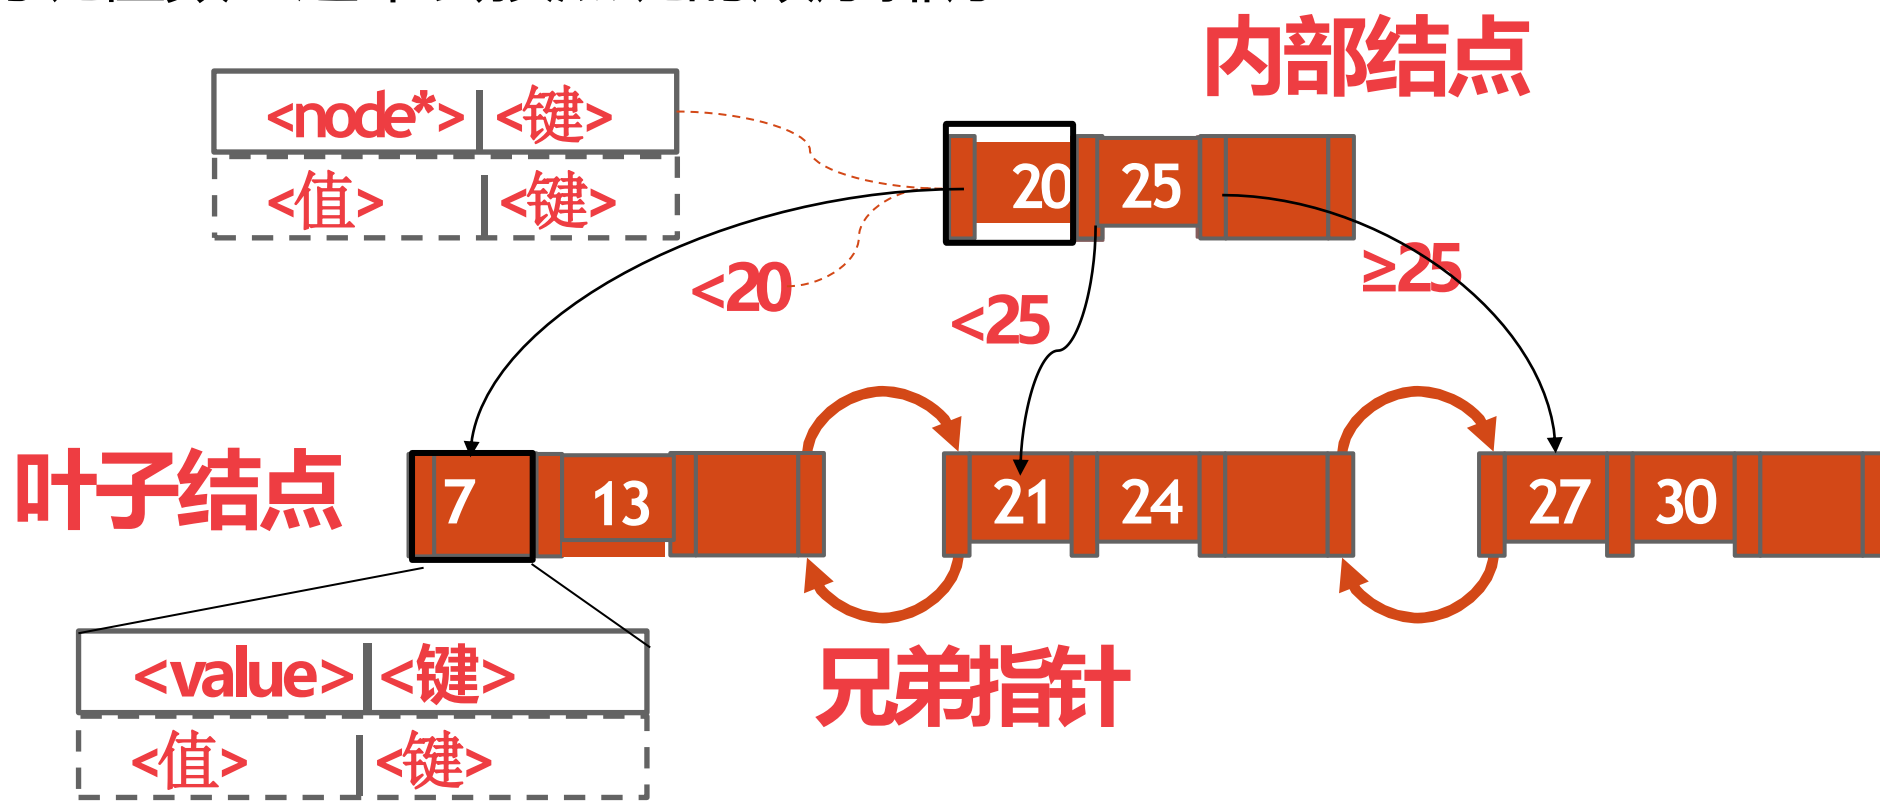 内部结点
<node*> | <键>
<值> | <键>
20 25
<20
<25
≥25
叶子结点
7 13
21 24
27 30
兄弟指针
<value> | <键>
<值> | <键>